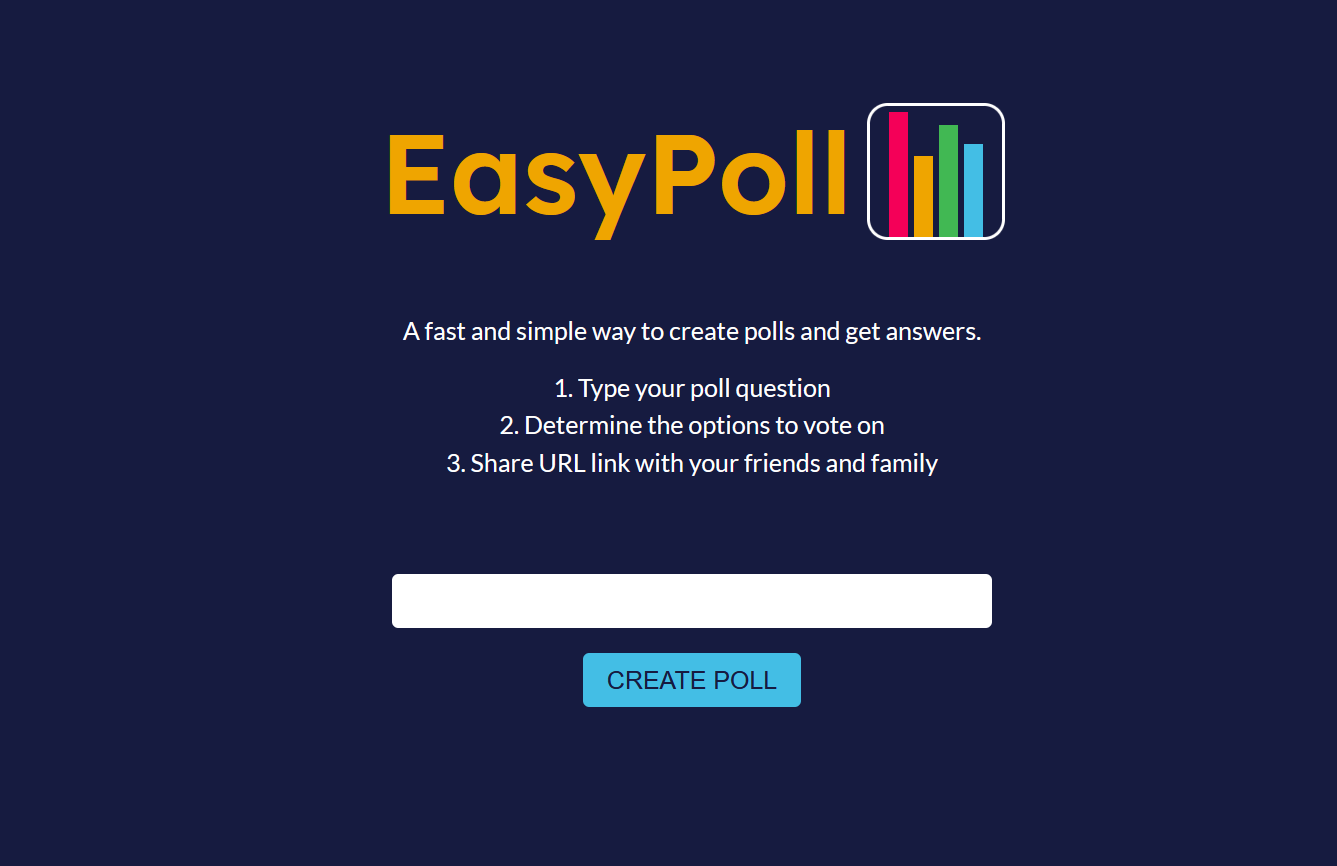 EasyPoll
A fast and simple way to create polls and get answers.
1. Type your poll question
2. Determine the options to vote on
3. Share URL link with your friends and family
CREATE POLL